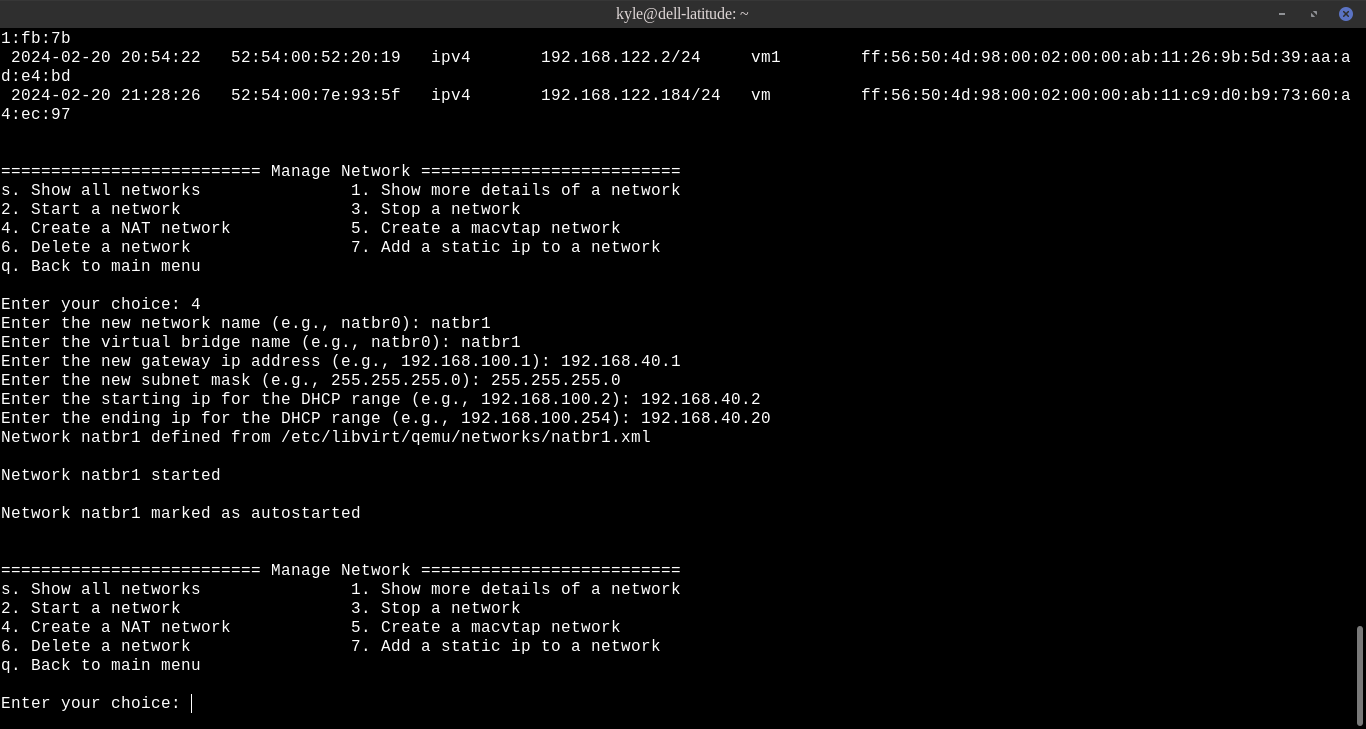 kyle@dell-latitude: ~
1:fb:7b
 2024-02-20 20:54:22   52:54:00:52:20:19   ipv4       192.168.122.2/24     vm1        ff:56:50:4d:98:00:02:00:00:ab:11:26:9b:5d:39:aa:a
d:e4:bd
 2024-02-20 21:28:26   52:54:00:7e:93:5f   ipv4       192.168.122.184/24   vm         ff:56:50:4d:98:00:02:00:00:ab:11:c9:d0:b9:73:60:a
4:ec:97
========================== Manage Network ==========================
s. Show all networks               1. Show more details of a network
2. Start a network                 3. Stop a network
4. Create a NAT network            5. Create a macvtap network
6. Delete a network                7. Add a static ip to a network
q. Back to main menu
Enter your choice: 4
Enter the new network name (e.g., natbr0): natbr1
Enter the virtual bridge name (e.g., natbr0): natbr1
Enter the new gateway ip address (e.g., 192.168.100.1): 192.168.40.1
Enter the new subnet mask (e.g., 255.255.255.0): 255.255.255.0
Enter the starting ip for the DHCP range (e.g., 192.168.100.2): 192.168.40.2
Enter the ending ip for the DHCP range (e.g., 192.168.100.254): 192.168.40.20
Network natbr1 defined from /etc/libvirt/qemu/networks/natbr1.xml
Network natbr1 started
Network natbr1 marked as autostarted
========================== Manage Network ==========================
s. Show all networks               1. Show more details of a network
2. Start a network                 3. Stop a network
4. Create a NAT network            5. Create a macvtap network
6. Delete a network                7. Add a static ip to a network
q. Back to main menu
Enter your choice: